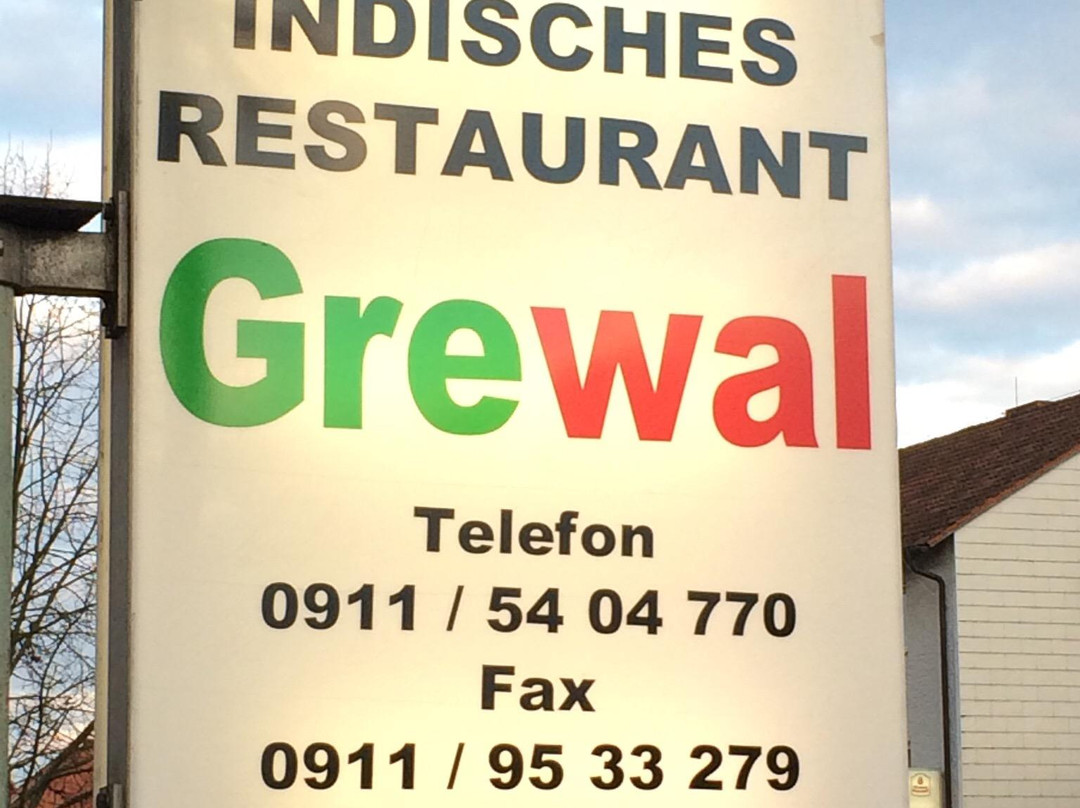 INDISCHES
RESTAURANT
Grewal
Telefon
0911 / 54 04 770
Fax
0911 / 95 33 279